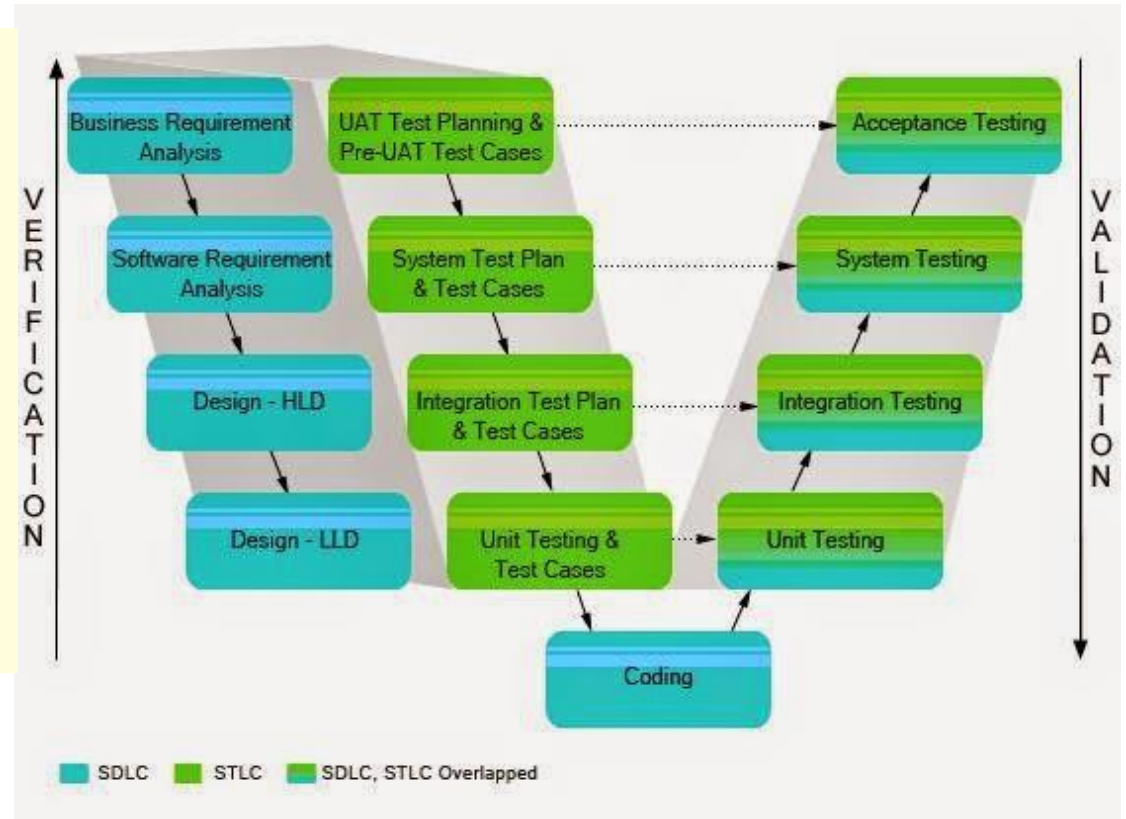 VERIFICATION
Business Requirement
Analysis
UAT Test Planning &
Pre-UAT Test Cases
Acceptance Testing
Software Requirement
Analysis
System Test Plan
& Test Cases
System Testing
Design - HLD
Integration Test Plan
& Test Cases
Integration Testing
Design - LLD
Unit Testing &
Test Cases
Unit Testing
Coding
VALIDATION
SDLC
STLC
SDLC, STLC Overlapped